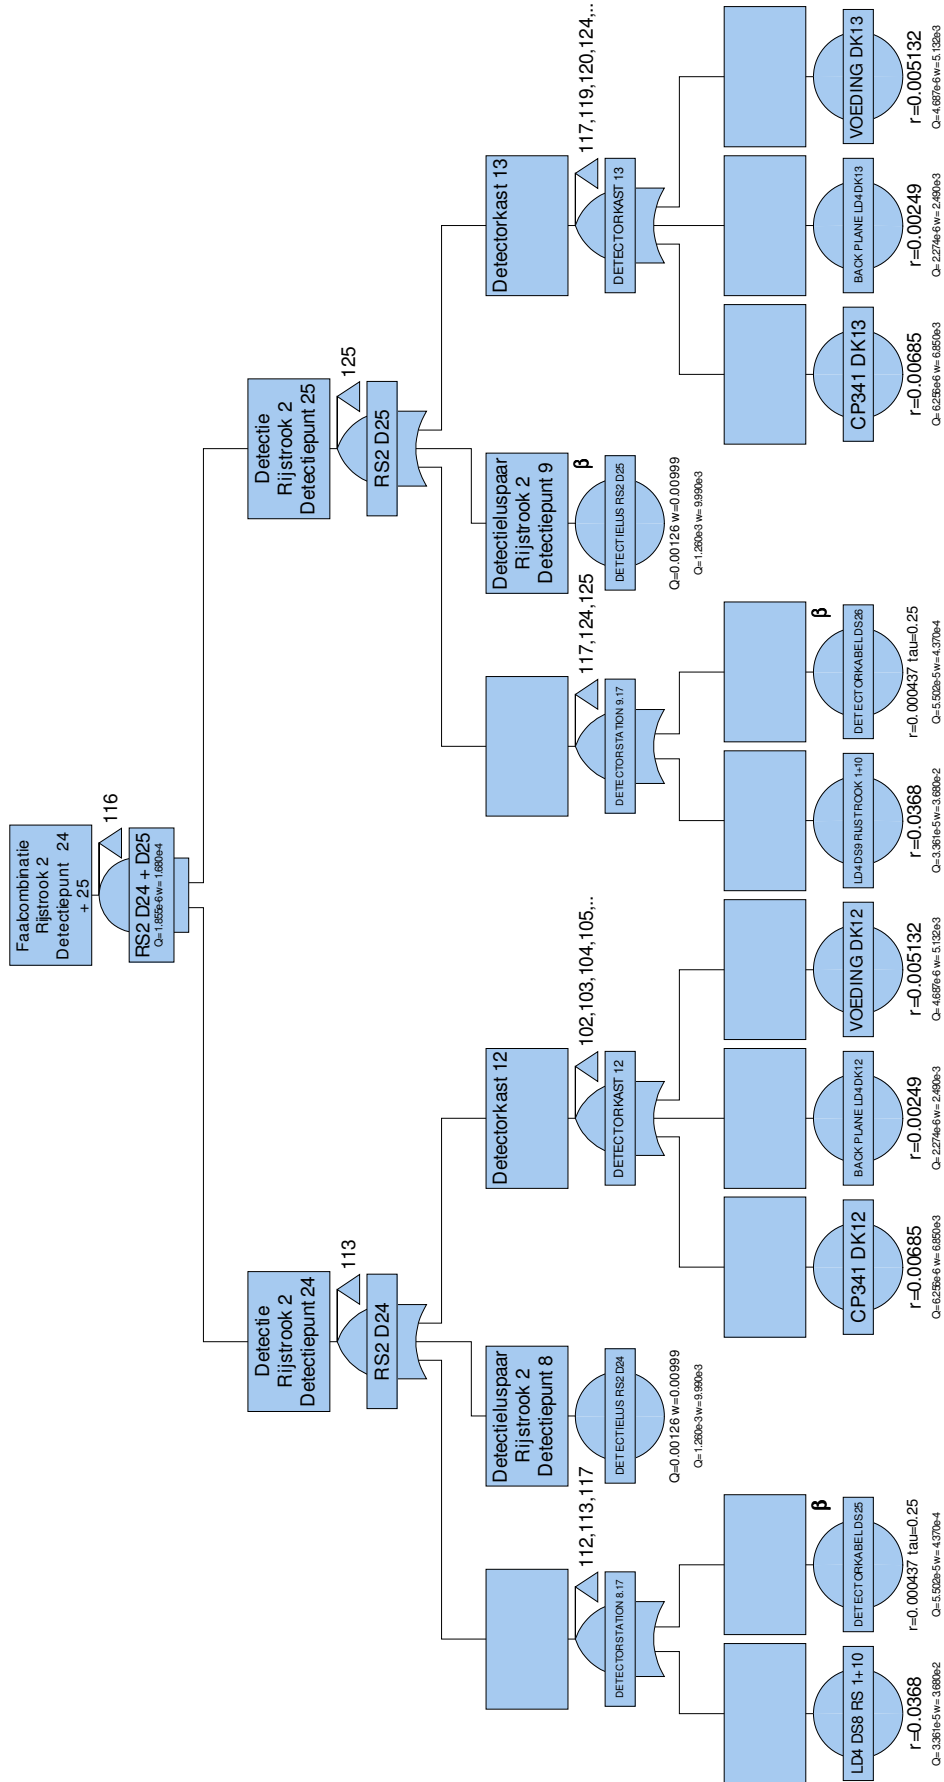 Faalcombinatie
Rijstrook 2
Detectiepunt 24
+ 25
116
RS2 D24 + D25
Q=1.855e-6 w= 1.680e-4
Detectie
Rijstrook 2
Detectiepunt 24
113
RS2 D24
Detectie
Rijstrook 2
Detectiepunt 25
125
RS2 D25
112,113,117
DETECTORSTATION 8.17
Detectieluspaar
Rijstrook 2
Detectiepunt 8
DETECTIELUS RS2 D24
Q=0.00126 w=0.00999
Q=1.260e-3 w= 9.990e-3
Detectorkast 12
102,103,104,105,..
DETECTORKAST 12
117,124,125
DETECTORSTATION 9.17
Detectieluspaar
Rijstrook 2
Detectiepunt 9
β
DETECTIELUS RS2 D25
Q=0.00126 w=0.00999
Q=1.260e-3 w= 9.990e-3
Detectorkast 13
117,119,120,124,..
DETECTORKAST 13
LD4 DS8 RS 1+10
r=0.0368
Q=3.361e-5 w= 3.680e-2
β
DETECTORKABEL DS25
r=0.000437 tau=0.25
Q=5.502e-5 w= 4.370e-4
CP341 DK12
r=0.00685
Q=6.256e-6 w= 6.850e-3
BACK PLANE LD4 DK12
r=0.00249
Q=2.274e-6 w= 2.490e-3
VOEDING DK12
r=0.005132
Q=4.687e-6 w= 5.132e-3
LD4 DS9 RIJSTROOK 1+10
r=0.0368
Q=3.361e-5 w= 3.680e-2
β
DETECTORKABEL DS26
r=0.000437 tau=0.25
Q=5.502e-5 w= 4.370e-4
CP341 DK13
r=0.00685
Q=6.256e-6 w= 6.850e-3
BACK PLANE LD4 DK13
r=0.00249
Q=2.274e-6 w= 2.490e-3
VOEDING DK13
r=0.005132
Q=4.687e-6 w= 5.132e-3